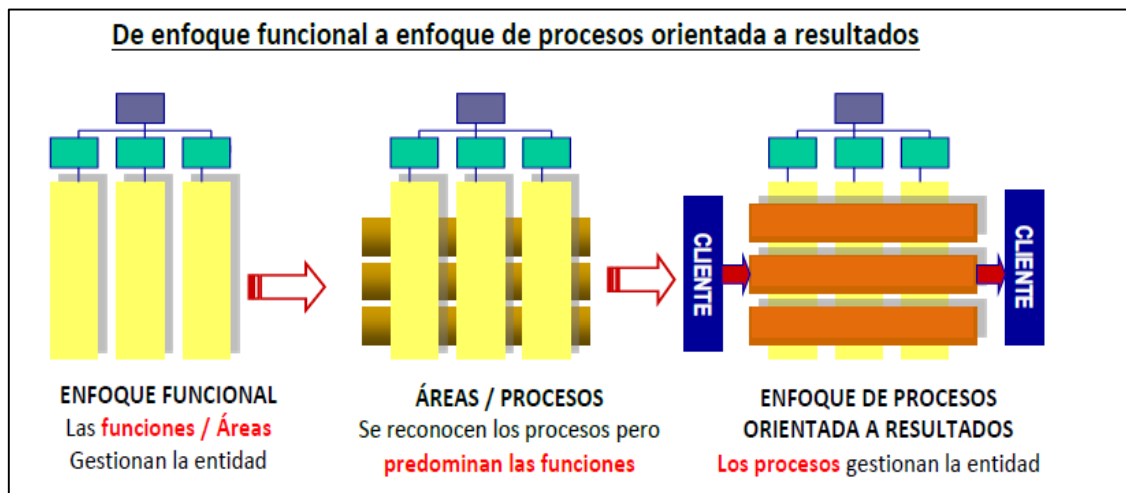 De enfoque funcional a enfoque de procesos orientada a resultados
ENFOQUE FUNCIONAL
Las funciones / Áreas
Gestionan la entidad
ÁREAS / PROCESOS
Se reconocen los procesos pero
predominan las funciones
CLIENTE
CLIENTE
ENFOQUE DE PROCESOS
ORIENTADA A RESULTADOS
Los procesos gestionan la entidad